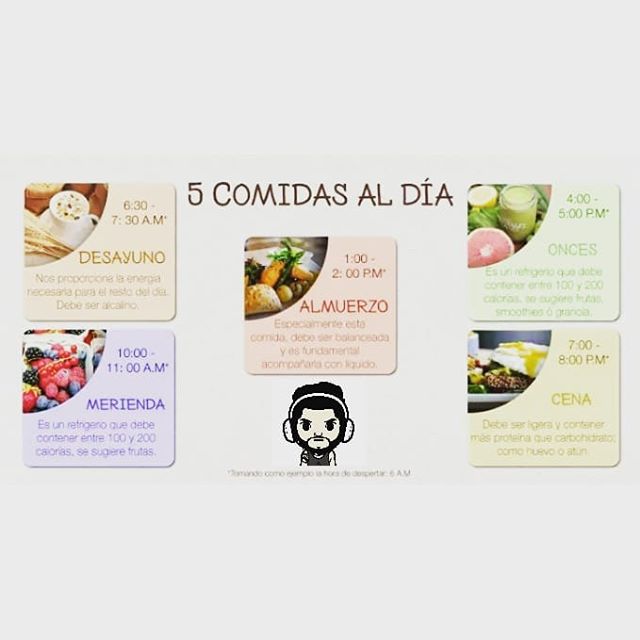 5 COMIDAS AL DÍA
6:30 -
7: 30 A.M*
DESAYUNO
Nos proporciona la energia
necesaria para el resto del día.
Debe ser alcalino.
10:00 -
11: 00 A.M*
MERIENDA
Es un refrigerio que debe
contener entre 100 y 200
calorías, se sugiere frutas.
1:00 -
2: 00 P.M*
ALMUERZO
Especialmente esta
comida, debe ser balanceada
y es fundamental
acompañarla con líquido.
4:00 -
5:00 P.M*
ONCES
Es un refrigerio que debe
contener entre 100 y 200
calorías, se sugiere frutas,
smoothies ó granola.
7:00 -
8:00 P.M*
CENA
Debe ser ligera y contener
más proteína que carbohidrato;
como huevo o atún
*Tomando como ejemplo la hora de despertar: 6 A.M